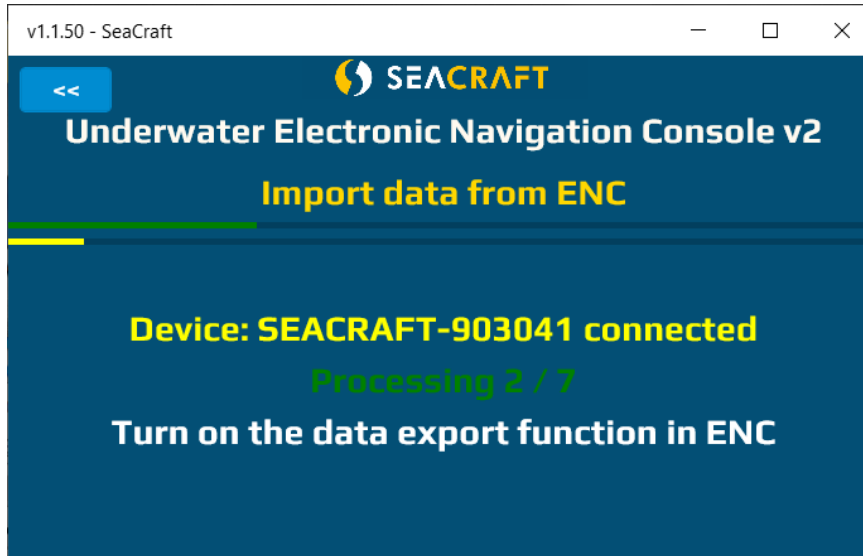 v1.1.50 - SeaCraft
<<
SEACRAFT
Underwater Electronic Navigation Console v2
Import data from ENC
Device: SEACRAFT-903041 connected
Processing 2 / 7
Turn on the data export function in ENC